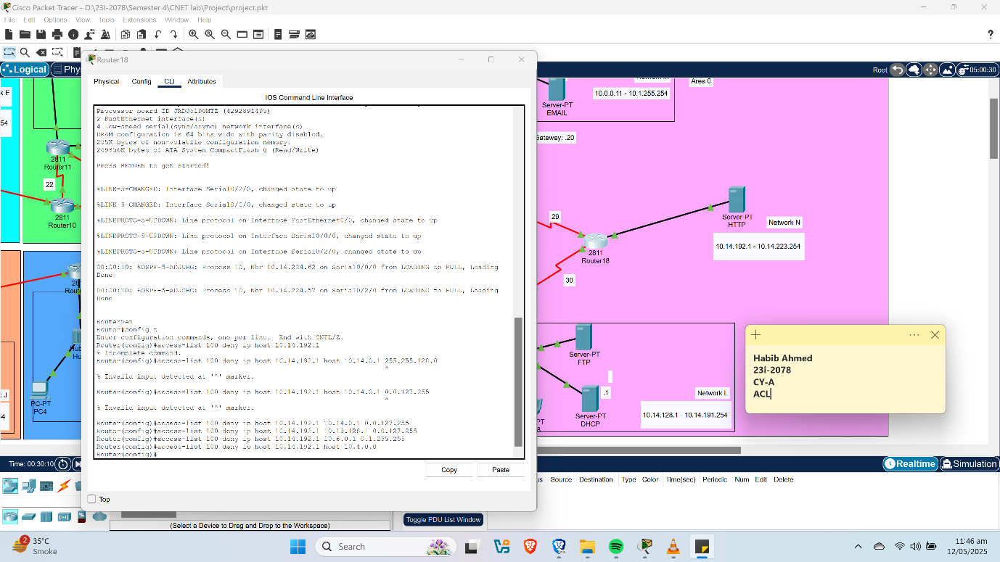 Cisco Packet Tracer - D:\23I-2078\Semester 4\CNET lab\Project\project.pkt
File Edit Options View Tools Extensions Window Help
Logical
Root
05:00:30
Router18
Physical Config CLI Attributes
IOS Command Line Interface
Processor board ID JAD05190MTZ (4292891495)
2 FastEthernet interface(s)
4 Low-speed serial(sync/async) network interface(s)
DRAM configuration is 64 bits wide with parity disabled.
255K bytes of non-volatile configuration memory.
249856K bytes of ATA System CompactFlash 0 (Read/Write)
Press RETURN to get started!
%LINK-5-CHANGED: Interface Serial0/2/0, changed state to up
%LINK-5-CHANGED: Interface Serial0/0/0, changed state to up
%LINEPROTO-5-UPDOWN: Line protocol on Interface FastEthernet0/0, changed state to up
%LINEPROTO-5-UPDOWN: Line protocol on Interface Serial0/0/0, changed state to up
%LINEPROTO-5-UPDOWN: Line protocol on Interface Serial0/2/0, changed state to up
00:00:10: %OSPF-5-ADJCHG: Process 10, Nbr 10.14.224.62 on Serial0/0/0 from LOADING to FULL, Loading
Done
00:00:10: %OSPF-5-ADJCHG: Process 10, Nbr 10.14.224.57 on Serial0/2/0 from LOADING to FULL, Loading
Done
Router>en
Router#config t
Enter configuration commands, one per line. End with CNTL/Z.
Router(config)#access-list 100 deny ip host 10.14.192.1
% Incomplete command.
Router(config)#access-list 100 deny ip host 10.14.192.1 host 10.14.0.1 255.255.128.0
^
% Invalid input detected at '^' marker.
Router(config)#access-list 100 deny ip host 10.14.192.1 host 10.14.0.1 0.0.127.255
^
% Invalid input detected at '^' marker.
Router(config)#access-list 100 deny ip host 10.14.192.1 10.14.0.1 0.0.127.255
Router(config)#access-list 100 deny ip host 10.14.192.1 10.13.128.1 0.0.127.255
Router(config)#access-list 100 deny ip host 10.14.192.1 10.6.0.1 0.1.255.255
Router(config)#access-list 100 deny ip host 10.14.192.1 host 10.4.0.0
Router(config)#
Copy Paste
Top
k E
54
2811
Router11
22
2811
Router10
PC-PT
PC4
: J
Server-PT
EMAIL
10.0.0.11 - 10.1.255.254
Area 0
Gateway: .20
29
2811
Router18
30
Server-PT
HTTP
Network N
10.14.192.1 - 10.14.223.254
Server-PT
FTP
.1
Server-PT
DHCP
Network L
10.14.128.1 - 10.14.191.254
Habib Ahmed
23i-2078
CY-A
ACL
Time: 00:30:10
Realtime
Simulation
Source Destination Type Color Time(sec) Periodic Num Edit Delete
(Select a Device to Drag and Drop to the Workspace)
Toggle PDU List Window
2
35°C
Smoke
Search
11:46 am
12/05/2025